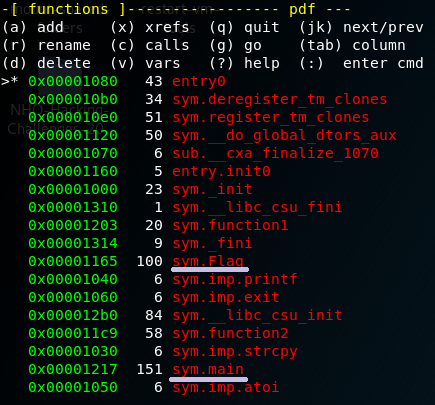 -[ functions ]------------------ pdf ---
(a) add (x) xrefs (q) quit (jk) next/prev
(r) rename (c) calls (g) go (tab) column
(d) delete (v) vars (?) help (:) enter cmd
>* 0x00001080 43 entry0
0x000010b0 34 sym.deregister_tm_clones
0x000010e0 51 sym.register_tm_clones
0x00001120 50 sym.__do_global_dtors_aux
0x00001070 6 sub.__cxa_finalize_1070
0x00001160 5 entry.init0
0x00001000 23 sym._init
0x00001310 1 sym.__libc_csu_fini
0x00001203 20 sym.function1
0x00001314 9 sym._fini
0x00001165 100 sym.Flag
0x00001040 6 sym.imp.printf
0x00001060 6 sym.imp.exit
0x000012b0 84 sym.__libc_csu_init
0x000011c9 58 sym.function2
0x00001030 6 sym.imp.strcpy
0x00001217 151 sym.main
0x00001050 6 sym.imp.atoi